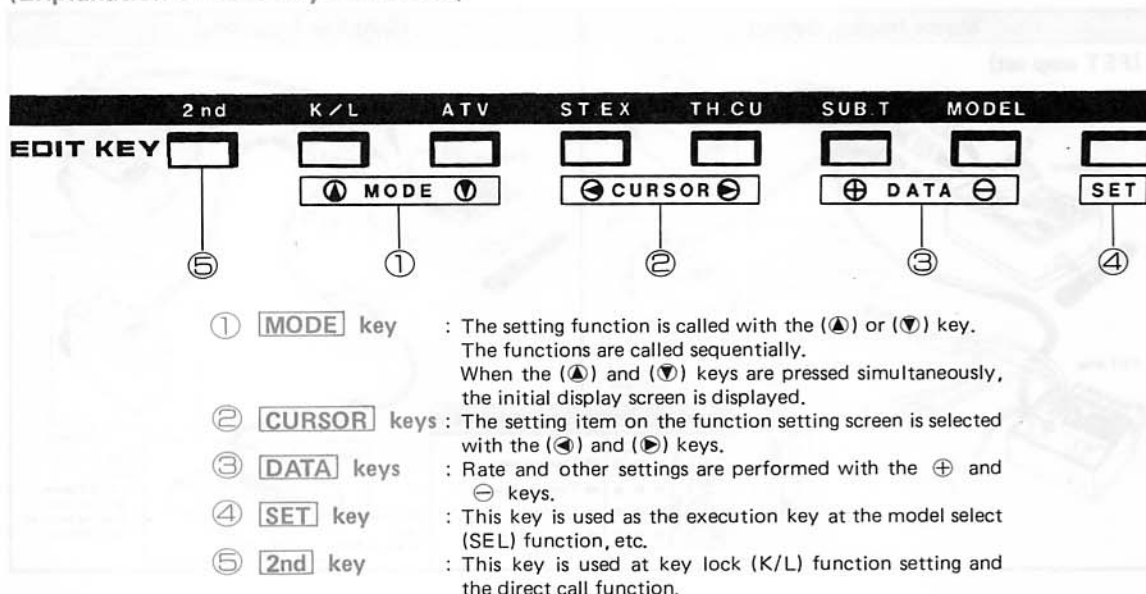 2nd K/L ATV ST.EX TH.CU SUB.T MODEL
EDIT KEY
▲ MODE ▼ ◀ CURSOR ▶ ⊕ DATA ⊖ SET
⑤ ① ② ③ ④
① MODE key : The setting function is called with the (▲) or (▼) key.
The functions are called sequentially.
When the (▲) and (▼) keys are pressed simultaneously,
the initial display screen is displayed.
② CURSOR keys : The setting item on the function setting screen is selected
with the (◀) and (▶) keys.
③ DATA keys : Rate and other settings are performed with the ⊕ and
⊖ keys.
④ SET key : This key is used as the execution key at the model select
(SEL) function, etc.
⑤ 2nd key : This key is used at key lock (K/L) function setting and
the direct call function.